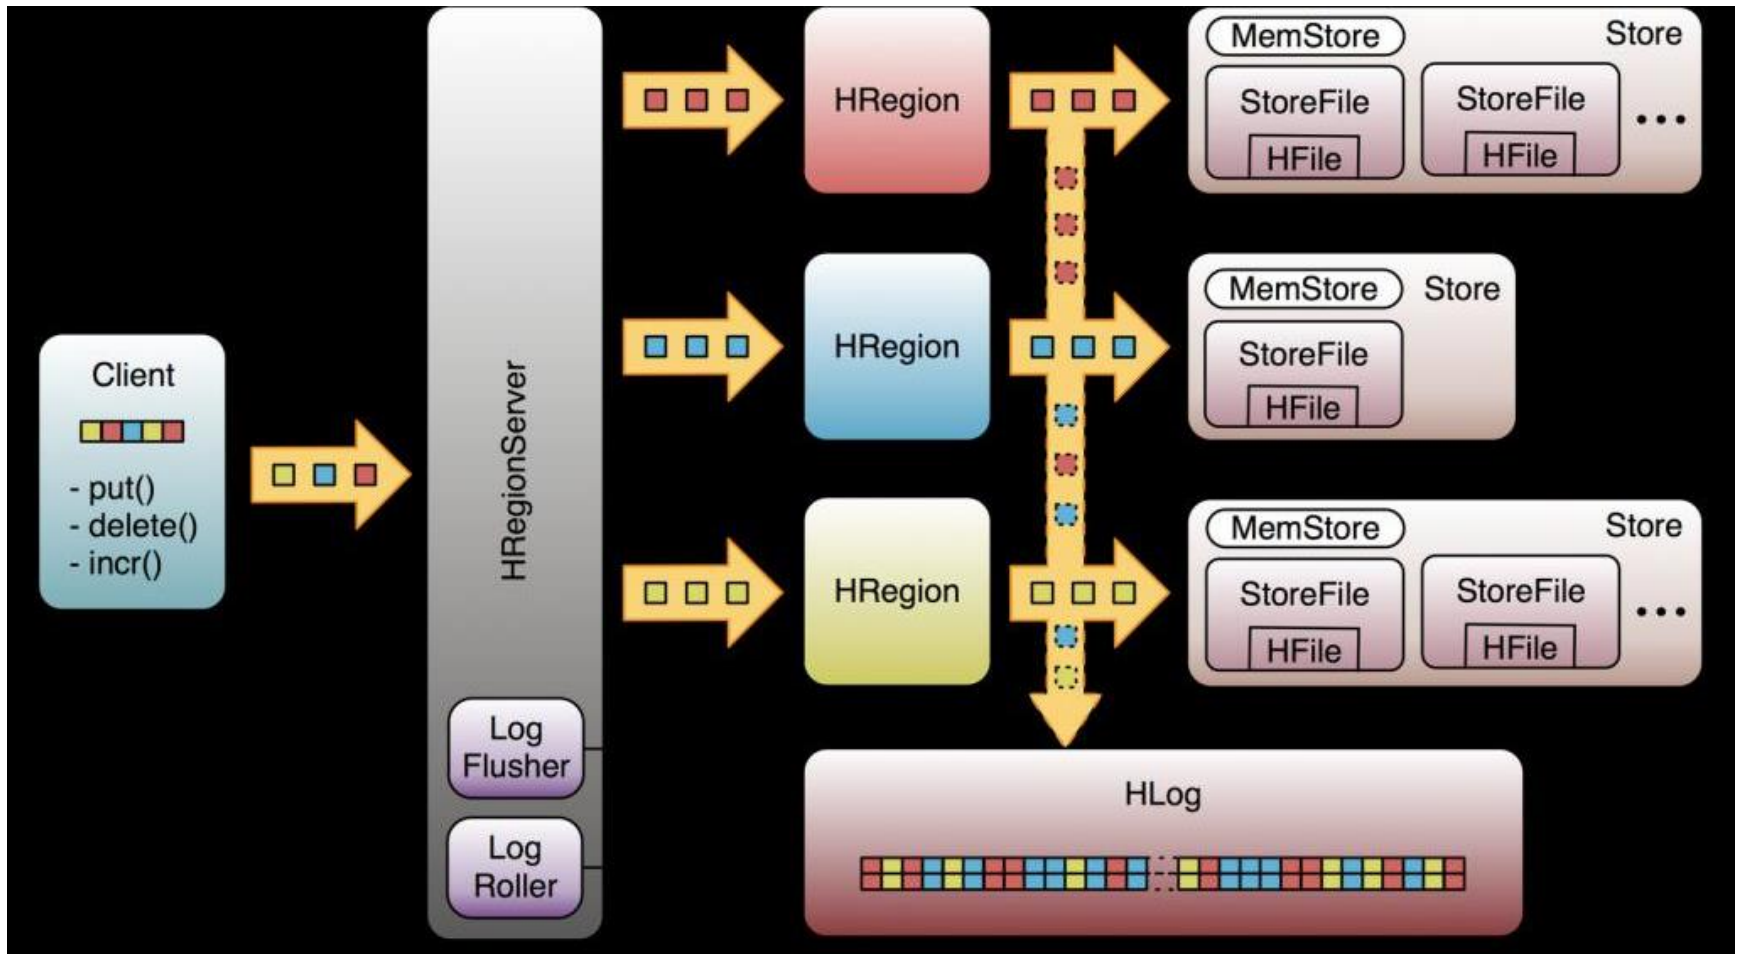 Client
- put()
- delete()
- incr()
HRegionServer
Log
Flusher
Log
Roller
HRegion
MemStore
Store
StoreFile
HFile
StoreFile
HFile
...
HRegion
MemStore
Store
StoreFile
HFile
HRegion
MemStore
Store
StoreFile
HFile
StoreFile
HFile
...
HLog